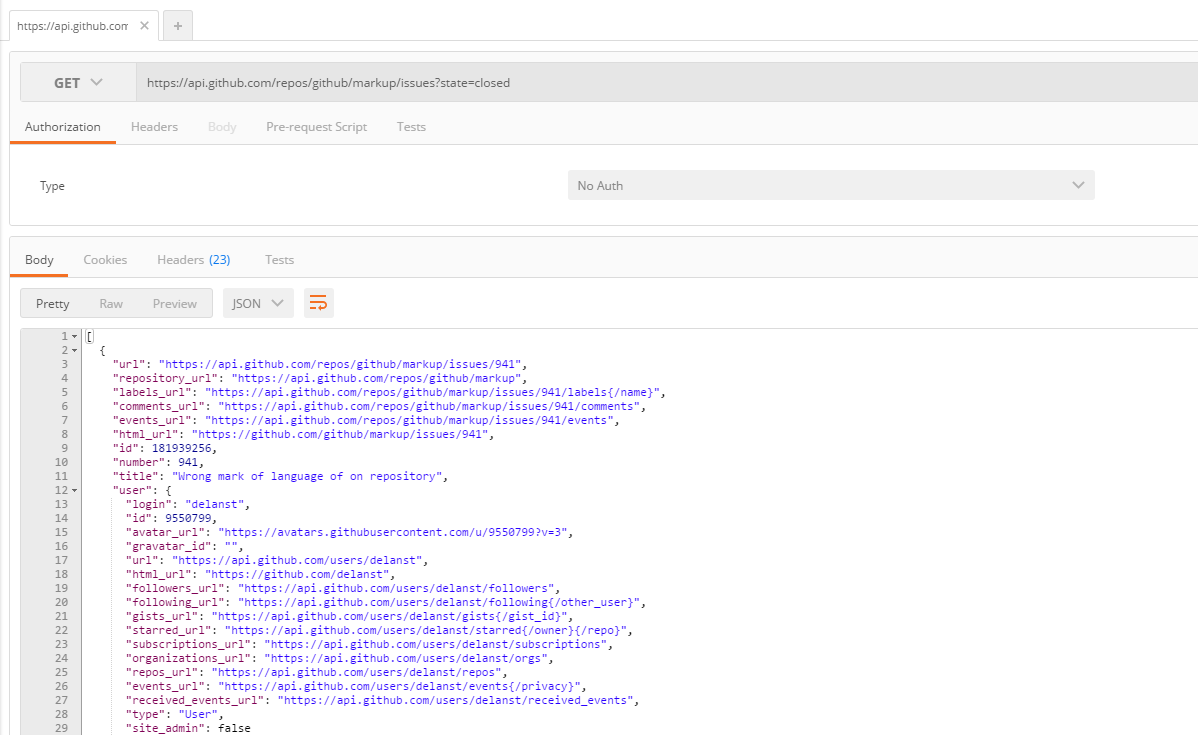 https://api.github.com
GET https://api.github.com/repos/github/markup/issues?state=closed
Authorization Headers Body Pre-request Script Tests
Type No Auth
Body Cookies Headers (23) Tests
Pretty Raw Preview JSON
1 [
2 {
3 "url": "https://api.github.com/repos/github/markup/issues/941",
4 "repository_url": "https://api.github.com/repos/github/markup",
5 "labels_url": "https://api.github.com/repos/github/markup/issues/941/labels{/name}",
6 "comments_url": "https://api.github.com/repos/github/markup/issues/941/comments",
7 "events_url": "https://api.github.com/repos/github/markup/issues/941/events",
8 "html_url": "https://github.com/github/markup/issues/941",
9 "id": 181939256,
10 "number": 941,
11 "title": "Wrong mark of language of on repository",
12 "user": {
13 "login": "delanst",
14 "id": 9550799,
15 "avatar_url": "https://avatars.githubusercontent.com/u/9550799?v=3",
16 "gravatar_id": "",
17 "url": "https://api.github.com/users/delanst",
18 "html_url": "https://github.com/delanst",
19 "followers_url": "https://api.github.com/users/delanst/followers",
20 "following_url": "https://api.github.com/users/delanst/following{/other_user}",
21 "gists_url": "https://api.github.com/users/delanst/gists{/gist_id}",
22 "starred_url": "https://api.github.com/users/delanst/starred{/owner}{/repo}",
23 "subscriptions_url": "https://api.github.com/users/delanst/subscriptions",
24 "organizations_url": "https://api.github.com/users/delanst/orgs",
25 "repos_url": "https://api.github.com/users/delanst/repos",
26 "events_url": "https://api.github.com/users/delanst/events{/privacy}",
27 "received_events_url": "https://api.github.com/users/delanst/received_events",
28 "type": "User",
29 "site_admin": false